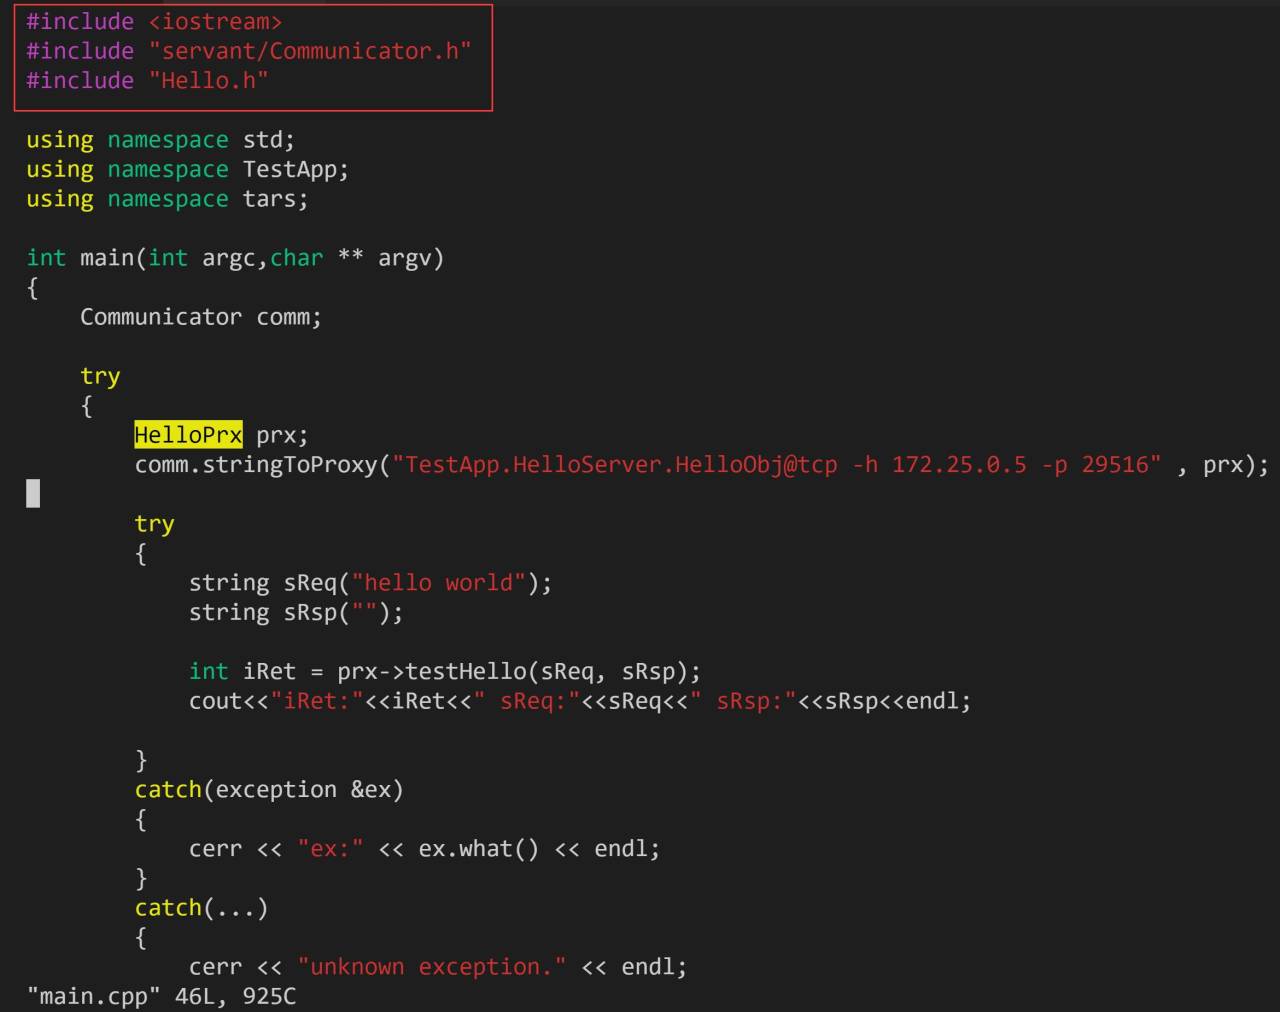 #include <iostream>
#include "servant/Communicator.h"
#include "Hello.h"
using namespace std;
using namespace TestApp;
using namespace tars;
int main(int argc,char ** argv)
{
    Communicator comm;
    try
    {
        HelloPrx prx;
        comm.stringToProxy("TestApp.HelloServer.HelloObj@tcp -h 172.25.0.5 -p 29516" , prx);
        try
        {
            string sReq("hello world");
            string sRsp("");
            int iRet = prx->testHello(sReq, sRsp);
            cout<<"iRet:"<<iRet<<" sReq:"<<sReq<<" sRsp:"<<sRsp<<endl;
        }
        catch(exception &ex)
        {
            cerr << "ex:" << ex.what() << endl;
        }
        catch(...)
        {
            cerr << "unknown exception." << endl;
"main.cpp" 46L, 925C